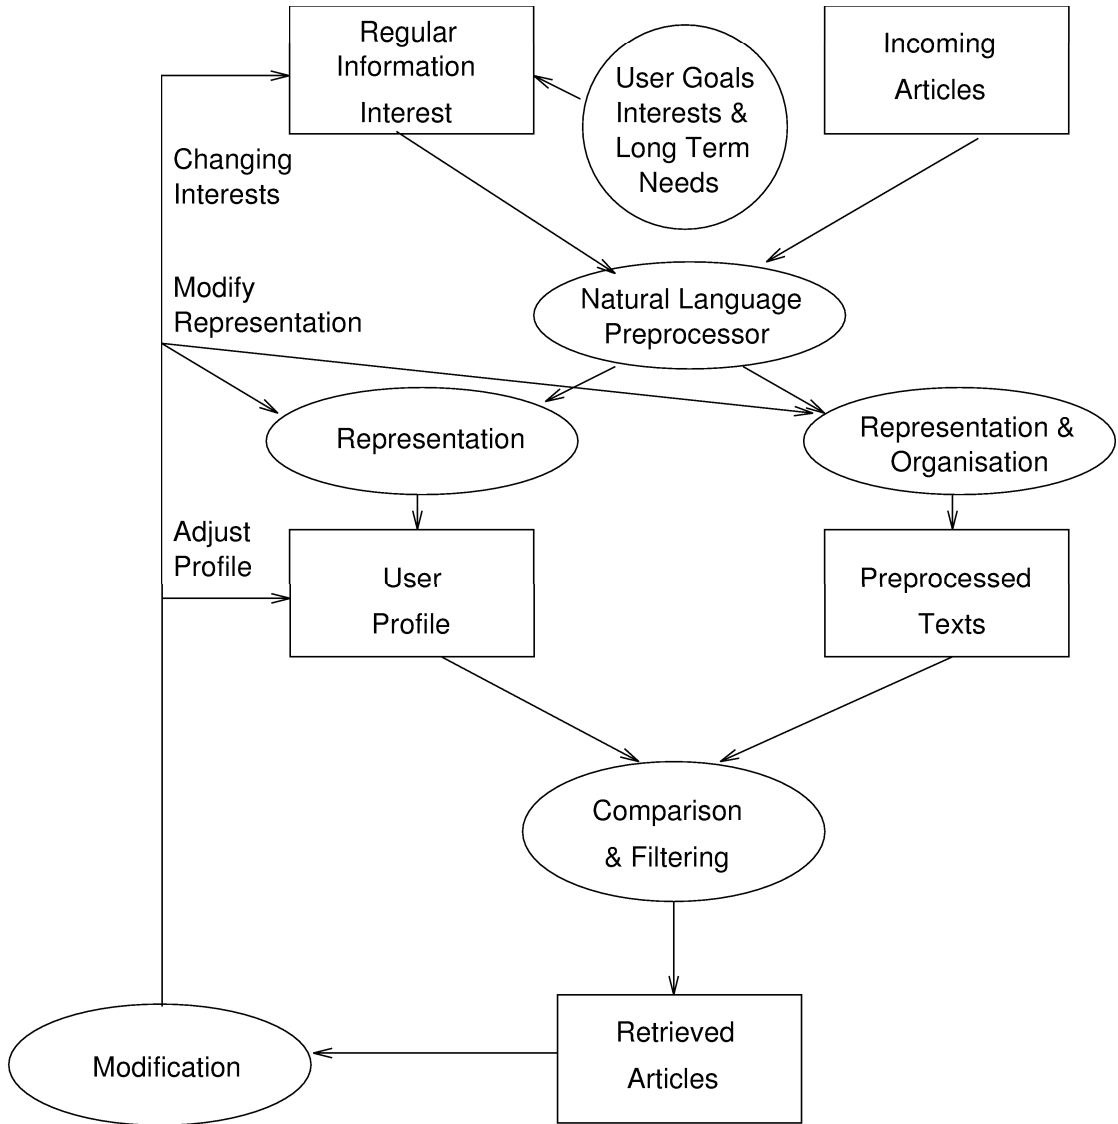 Regular
Information
Interest
User Goals
Interests &
Long Term
Needs
Incoming
Articles
Changing
Interests
Modify
Representation
Natural Language
Preprocessor
Representation
Representation &
Organisation
Adjust
Profile
User
Profile
Preprocessed
Texts
Comparison
& Filtering
Retrieved
Articles
Modification